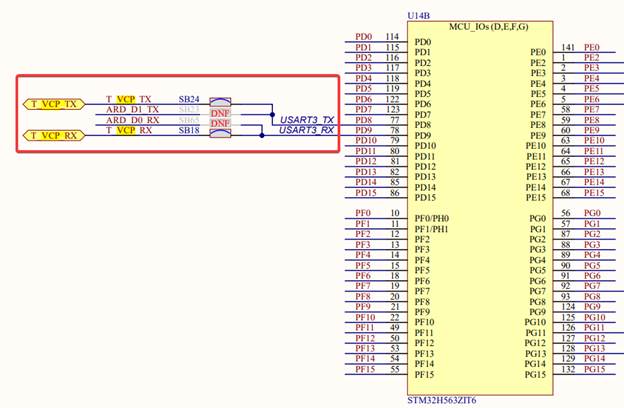 U14B
MCU_IOs (D,E,F,G)
T_VCP_TX T_VCP_TX SB24
ARD_D1_TX SB23 DNF
ARD_D0_RX SB65 DNF
T_VCP_RX T_VCP_RX SB18
USART3_TX
USART3_RX
PD0 114 PD0
PD1 115 PD1
PD2 116 PD2
PD3 117 PD3
PD4 118 PD4
PD5 119 PD5
PD6 122 PD6
PD7 123 PD7
PD8 77 PD8
PD9 78 PD9
PD10 79 PD10
PD11 80 PD11
PD12 81 PD12
PD13 82 PD13
PD14 85 PD14
PD15 86 PD15
PE0 141 PE0
PE2 1 PE2
PE3 2 PE3
PE4 3 PE4
PE5 4 PE5
PE6 5 PE6
PE7 58 PE7
PE8 59 PE8
PE9 60 PE9
PE10 63 PE10
PE11 64 PE11
PE12 65 PE12
PE13 66 PE13
PE14 67 PE14
PE15 68 PE15
PF0 10 PF0/PH0
PF1 11 PF1/PH1
PF2 12 PF2
PF3 13 PF3
PF4 14 PF4
PF5 15 PF5
PF6 18 PF6
PF7 19 PF7
PF8 20 PF8
PF9 21 PF9
PF10 22 PF10
PF11 49 PF11
PF12 50 PF12
PF13 53 PF13
PF14 54 PF14
PF15 55 PF15
PG0 56 PG0
PG1 57 PG1
PG2 87 PG2
PG3 88 PG3
PG4 89 PG4
PG5 90 PG5
PG6 91 PG6
PG7 92 PG7
PG8 93 PG8
PG9 124 PG9
PG10 125 PG10
PG11 126 PG11
PG12 127 PG12
PG13 128 PG13
PG14 129 PG14
PG15 132 PG15
STM32H563ZIT6